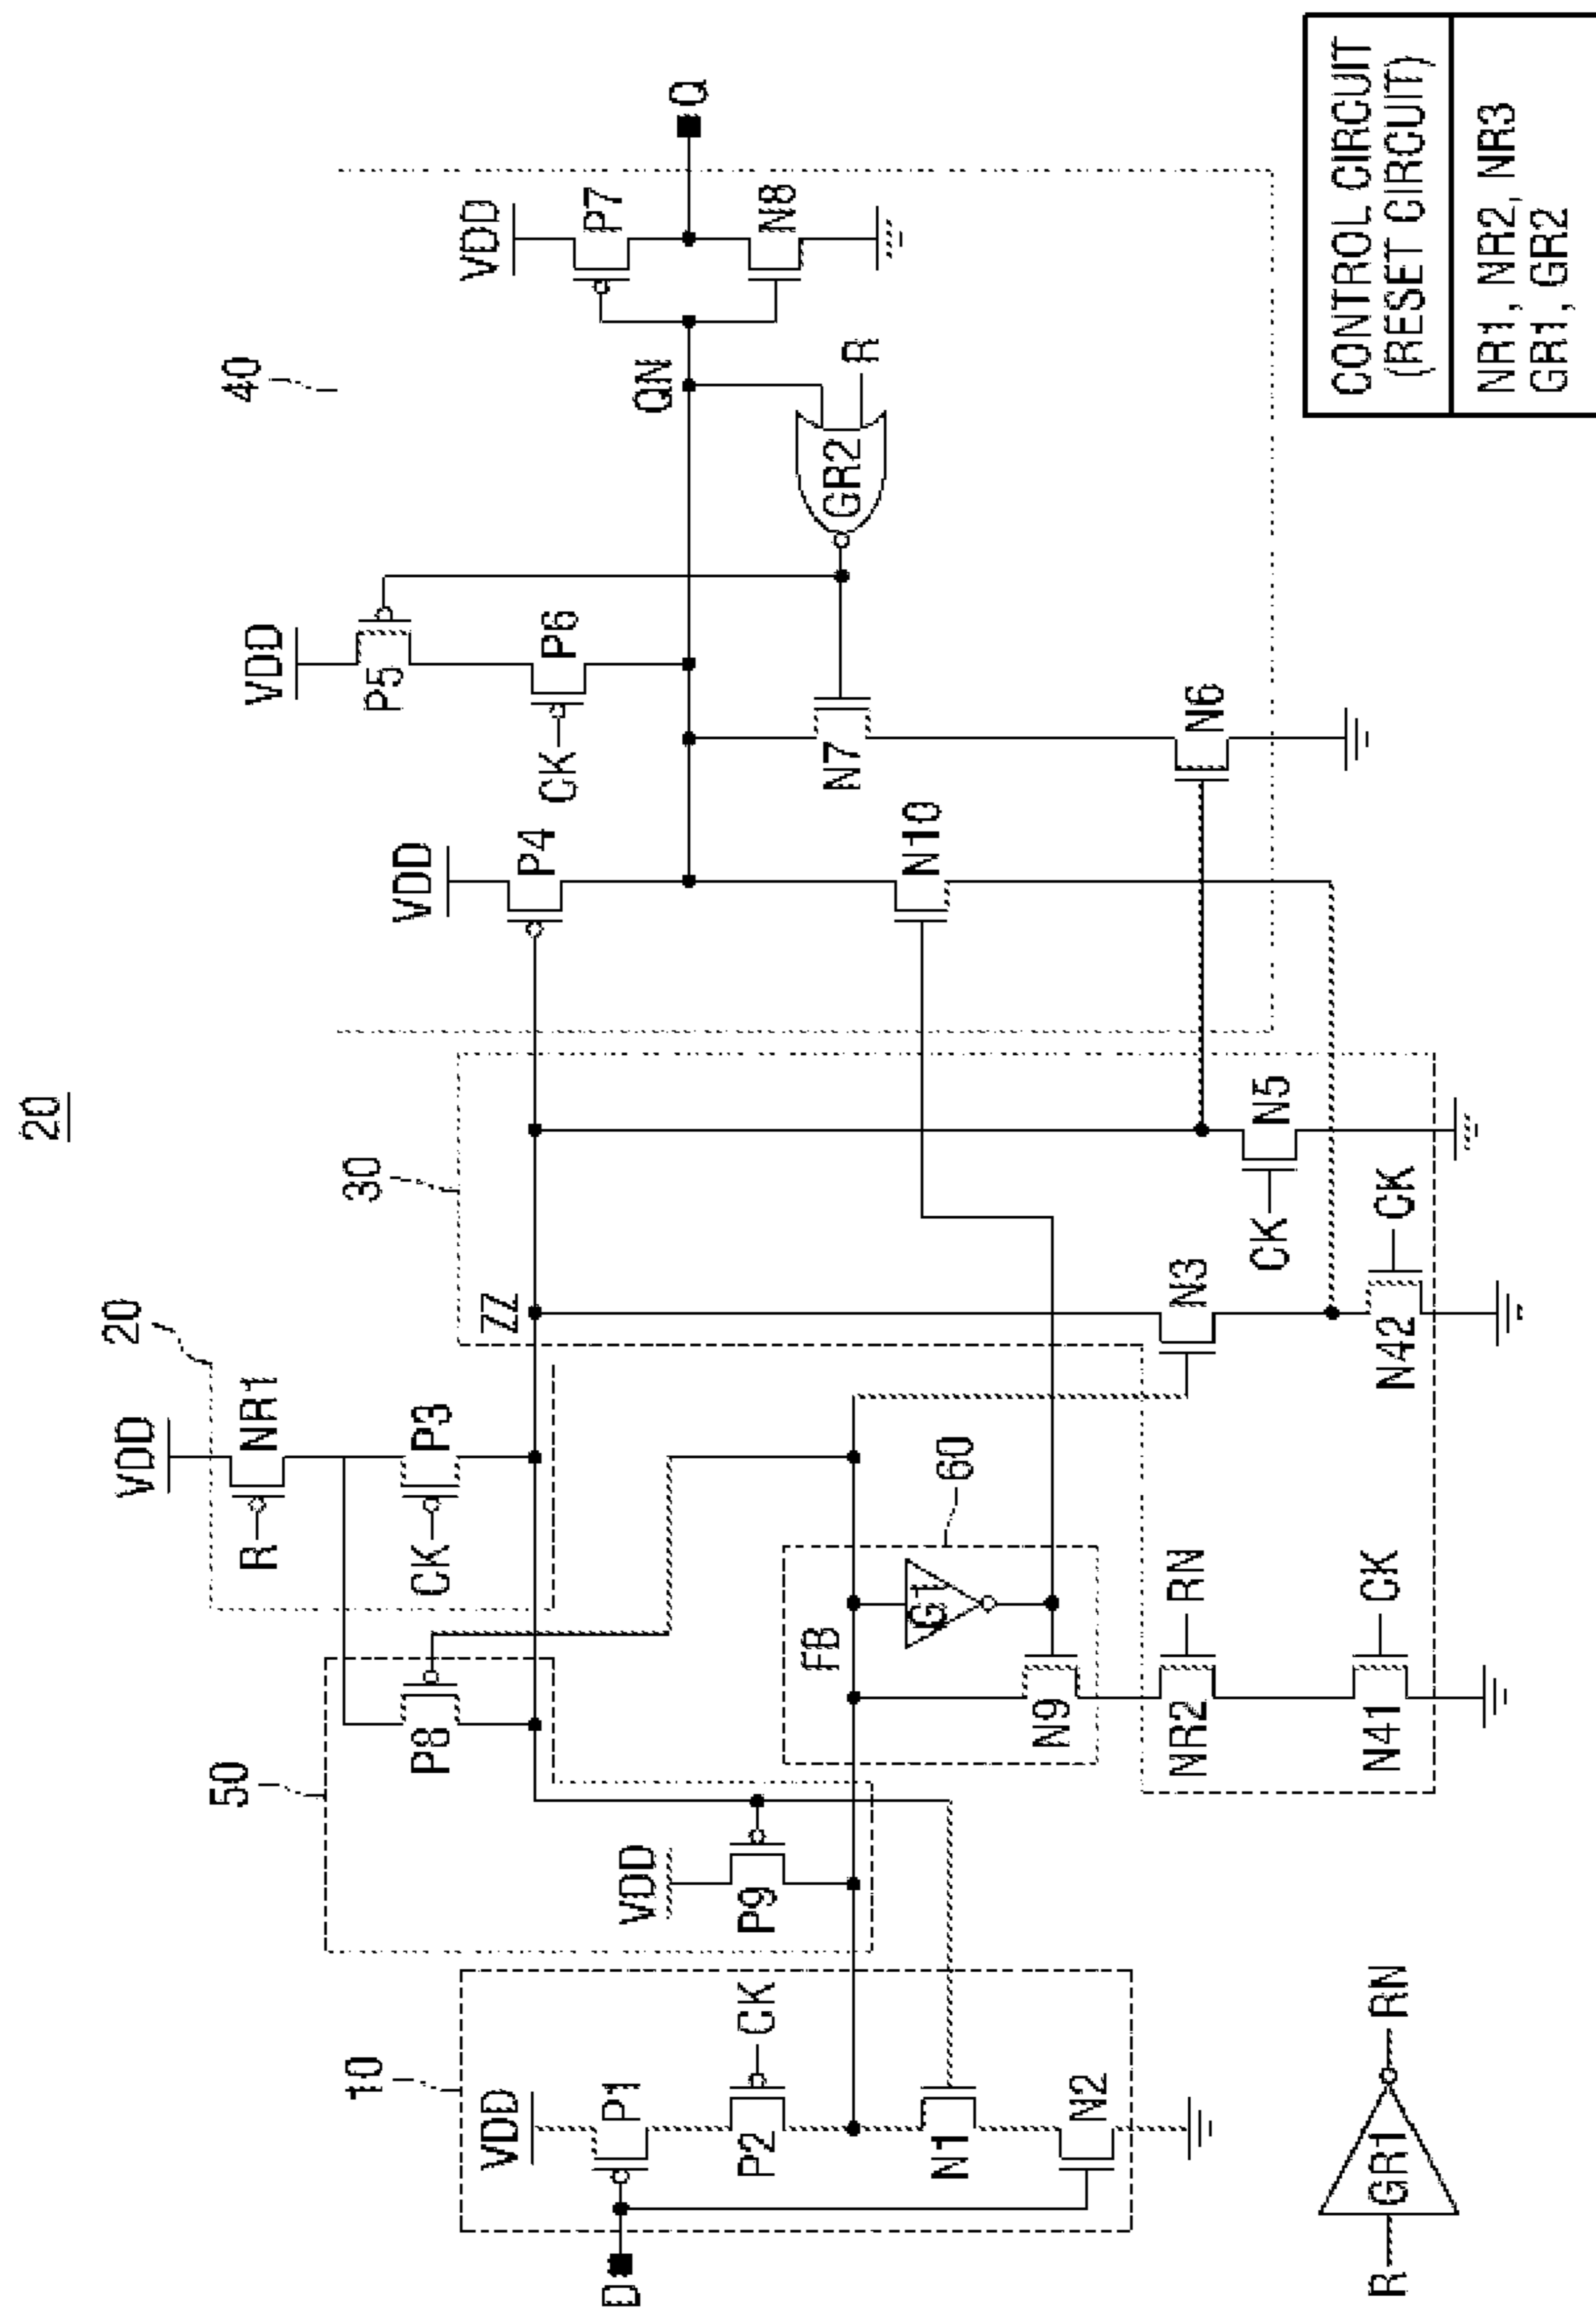 20
VDD
R
NR1
20
CK
P3
50
P8
ZZ
30
VDD
P9
10
VDD
P1
CK
P2
D
N1
N2
FB
60
G1
N9
NR2
RN
N41
CK
N3
N42
CK
CK
N5
40
VDD
P4
N10
VDD
P5
CK
P6
N7
N6
QN
GR2
R
VDD
P7
N8
Q
R
GR1
RN
CONTROL CIRCUIT
(RESET CIRCUIT)
NR1, NR2, NR3
GR1, GR2